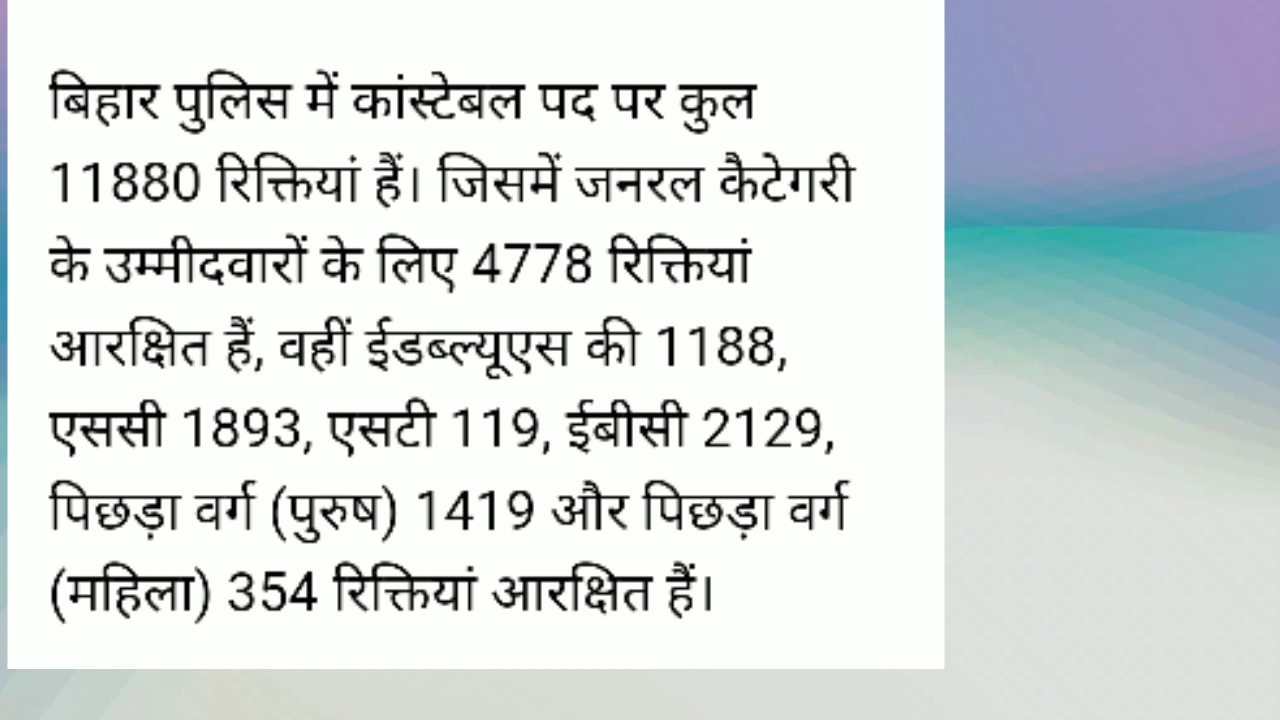 बिहार पुलिस में कांस्टेबल पद पर कुल
11880 रिक्तियां हैं। जिसमें जनरल कैटेगरी
के उम्मीदवारों के लिए 4778 रिक्तियां
आरक्षित हैं, वहीं ईडब्ल्यूएस की 1188,
एससी 1893, एसटी 119, ईबीसी 2129,
पिछड़ा वर्ग (पुरुष) 1419 और पिछड़ा वर्ग
(महिला) 354 रिक्तियां आरक्षित हैं।